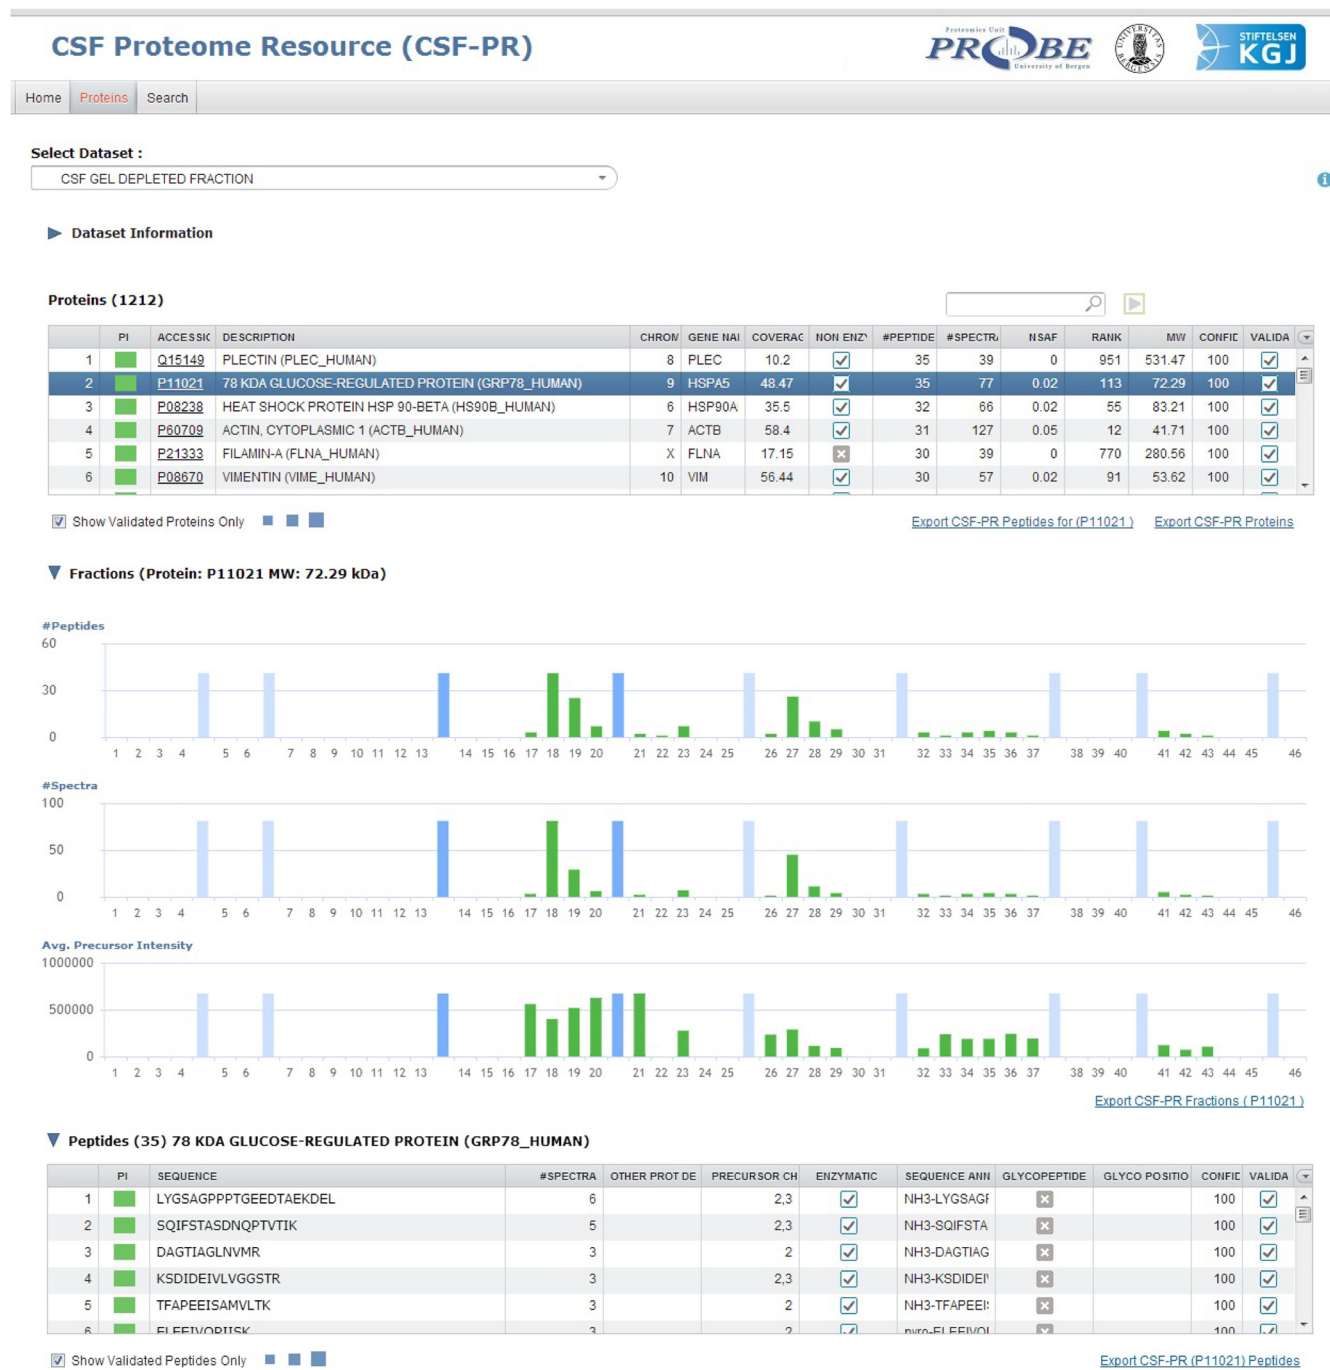 CSF Proteome Resource (CSF-PR)
Proteomics Unit
PROBE
University of Bergen
STIFTELSEN
KGJ
Home Proteins Search
Select Dataset :
CSF GEL DEPLETED FRACTION
Dataset Information
Proteins (1212)
PI ACCESSIC DESCRIPTION CHROM GENE NAI COVERAC NON ENZY #PEPTIDE #SPECTR NSAF RANK MW CONFIE VALIDA
1 Q15149 PLECTIN (PLEC_HUMAN) 8 PLEC 10.2 35 39 0 951 531.47 100
2 P11021 78 KDA GLUCOSE-REGULATED PROTEIN (GRP78_HUMAN) 9 HSPA5 48.47 35 77 0.02 113 72.29 100
3 P08238 HEAT SHOCK PROTEIN HSP 90-BETA (HS90B_HUMAN) 6 HSP90A 35.5 32 66 0.02 55 83.21 100
4 P60709 ACTIN, CYTOPLASMIC 1 (ACTB_HUMAN) 7 ACTB 58.4 31 127 0.05 12 41.71 100
5 P21333 FILAMIN-A (FLNA_HUMAN) X FLNA 17.15 30 39 0 770 280.56 100
6 P08670 VIMENTIN (VIME_HUMAN) 10 VIM 56.44 30 57 0.02 91 53.62 100
Show Validated Proteins Only Export CSF-PR Peptides for(P11021 ) Export CSF-PR Proteins
Fractions (Protein: P11021 MW: 72.29 kDa)
#Peptides
60
30
0
1 2 3 4 5 6 7 8 9 10 11 12 13 14 15 16 17 18 19 20 21 22 23 24 25 26 27 28 29 30 31 32 33 34 35 36 37 38 39 40 41 42 43 44 45 46
#Spectra
100
50
0
1 2 3 4 5 6 7 8 9 10 11 12 13 14 15 16 17 18 19 20 21 22 23 24 25 26 27 28 29 30 31 32 33 34 35 36 37 38 39 40 41 42 43 44 45 46
Avg. Precursor Intensity
1000000
500000
0
1 2 3 4 5 6 7 8 9 10 11 12 13 14 15 16 17 18 19 20 21 22 23 24 25 26 27 28 29 30 31 32 33 34 35 36 37 38 39 40 41 42 43 44 45 46
Export CSF-PR Fractions ( P11021 )
Peptides (35) 78 KDA GLUCOSE-REGULATED PROTEIN (GRP78_HUMAN)
PI SEQUENCE #SPECTRA OTHER PROT DE PRECURSOR CH ENZYMATIC SEQUENCE ANN GLYCOPEPTIDE GLYCO POSITIO CONFIE VALIDA
1 LYGSAGPPPTGEEDTAEKDEL 6 2,3 NH3-LYGSAGF 100
2 SQIFSTASDNQPTVTIK 5 2,3 NH3-SQIFSTA 100
3 DAGTIAGLNVMR 3 2 NH3-DAGTIAG 100
4 KSDIDEIVLVGGSTR 3 2,3 NH3-KSDIDEI 100
5 TFAPEEISAMVLTK 3 2 NH3-TFAPEEI 100
6 ELEEIVQPIISK 3 2 pyro-ELEEIVQI 100
Show Validated Peptides Only Export CSF-PR (P11021) Peptides